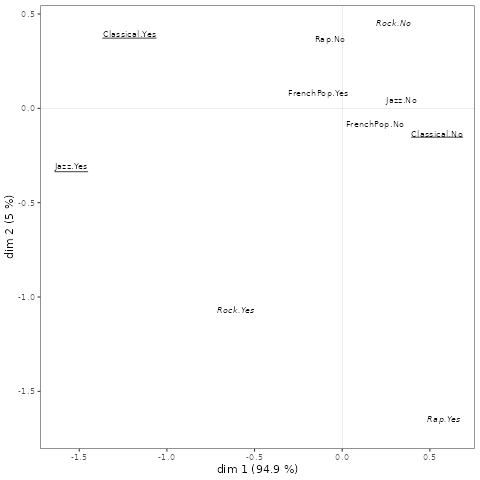 0.5
Rock.No
Classical.Yes
Rap.No
FrenchPop.Yes
Jazz.No
0.0
FrenchPop.No
Classical.No
Jazz.Yes
-0.5
dim 2 (5 %)
-1.0
Rock.Yes
-1.5
Rap.Yes
-1.5 -1.0 -0.5 0.0 0.5
dim 1 (94.9 %)